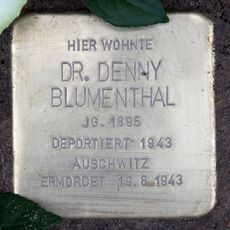 HIER WOHNTE
DR. DENNY
BLUMENTHAL
JG. 1895
DEPORTIERT 1943
AUSCHWITZ
ERMORDET 19.8.1943